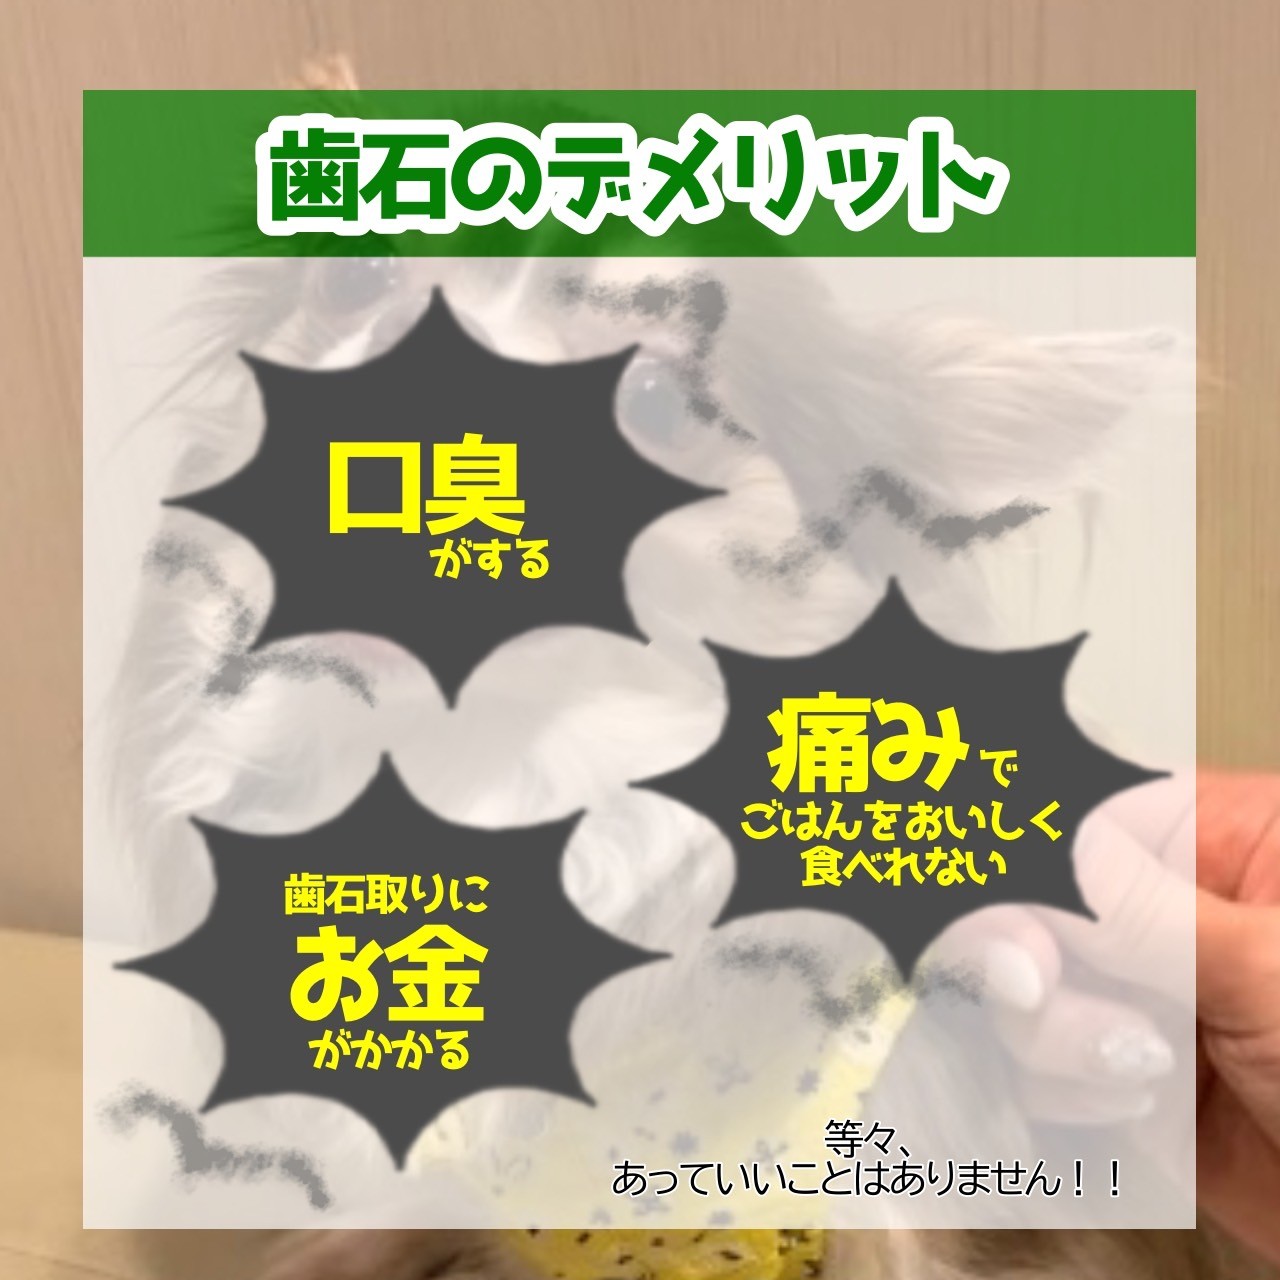 歯石のデメリット
口臭
がする
痛みで
ごはんをおいしく
食べれない
歯石取りに
お金
がかかる
等々、
あっていいことはありません！！